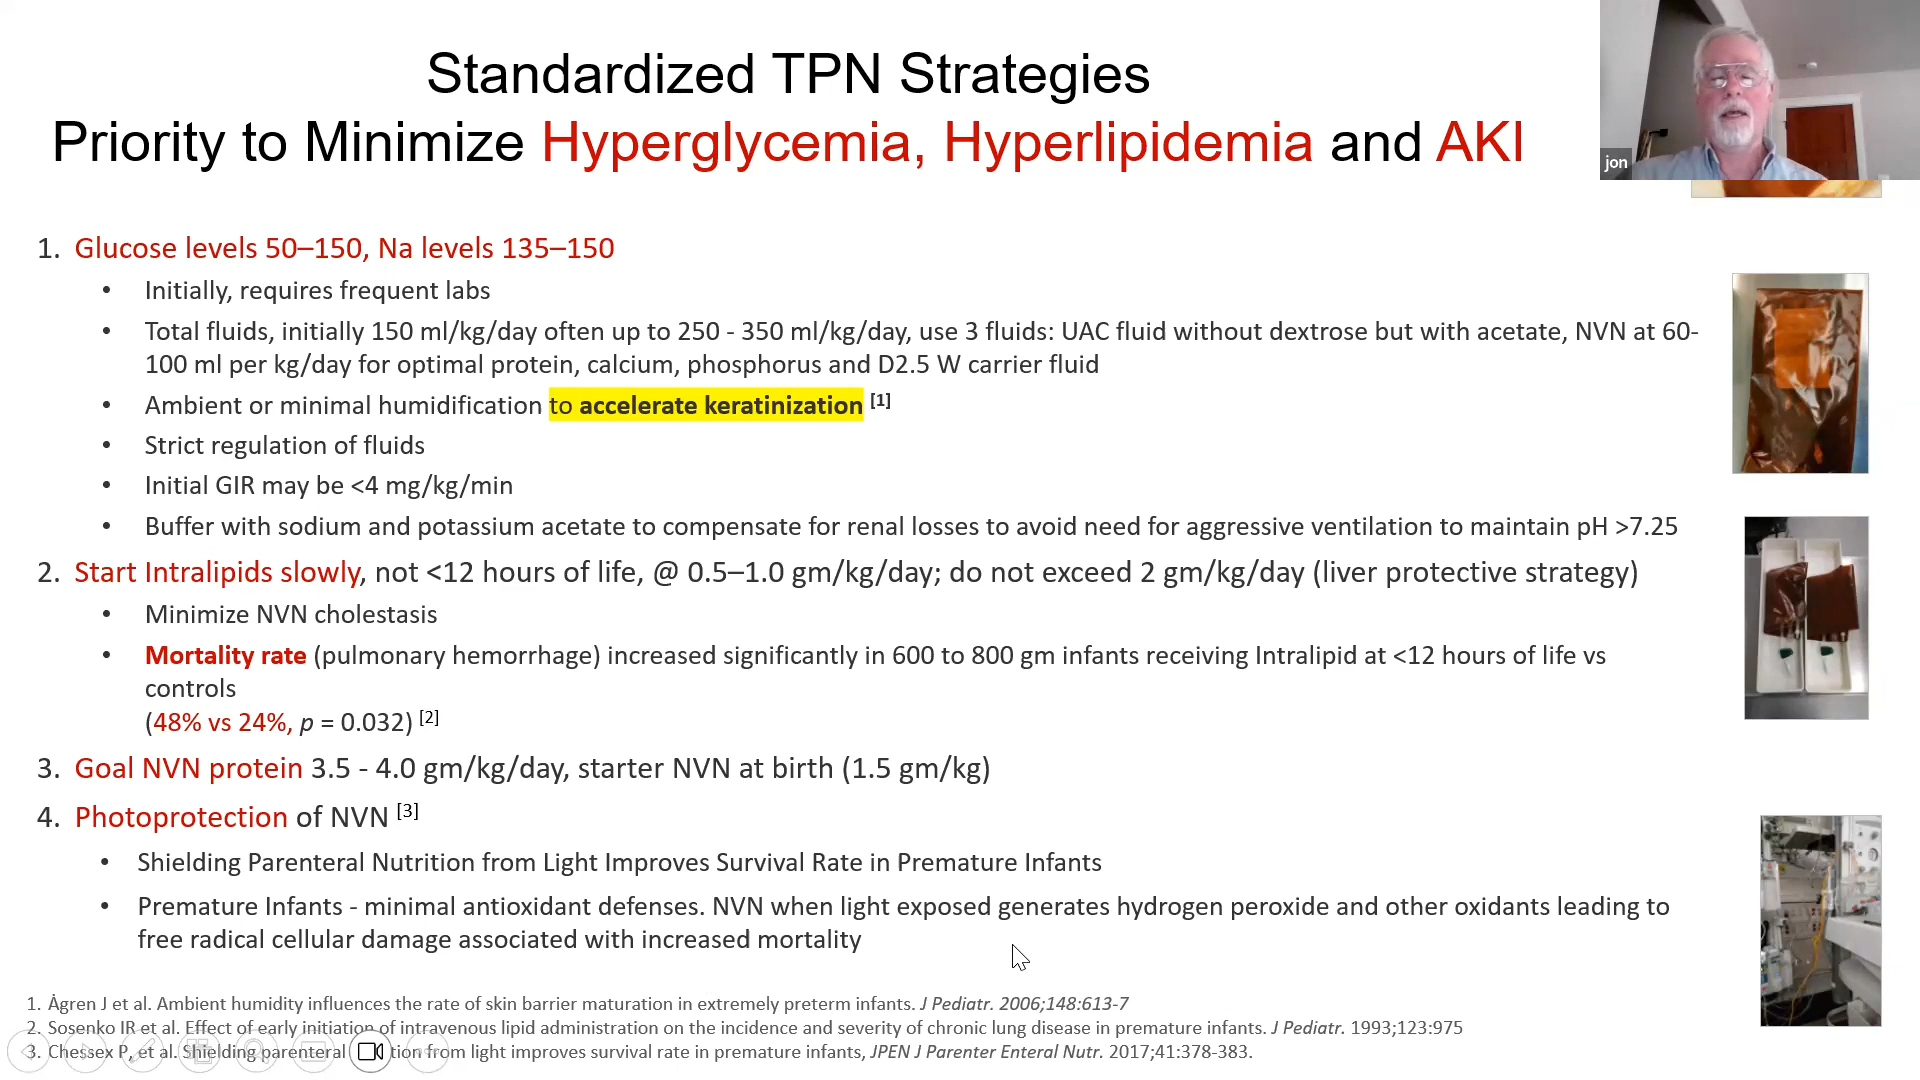 Standardized TPN Strategies
Priority to Minimize Hyperglycemia, Hyperlipidemia and AKI
jon
1. Glucose levels 50–150, Na levels 135–150
• Initially, requires frequent labs
• Total fluids, initially 150 ml/kg/day often up to 250 - 350 ml/kg/day, use 3 fluids: UAC fluid without dextrose but with acetate, NVN at 60-
100 ml per kg/day for optimal protein, calcium, phosphorus and D2.5 W carrier fluid
• Ambient or minimal humidification to accelerate keratinization [1]
• Strict regulation of fluids
• Initial GIR may be <4 mg/kg/min
• Buffer with sodium and potassium acetate to compensate for renal losses to avoid need for aggressive ventilation to maintain pH >7.25
2. Start Intralipids slowly, not <12 hours of life, @ 0.5–1.0 gm/kg/day; do not exceed 2 gm/kg/day (liver protective strategy)
• Minimize NVN cholestasis
• Mortality rate (pulmonary hemorrhage) increased significantly in 600 to 800 gm infants receiving Intralipid at <12 hours of life vs
controls
(48% vs 24%, p = 0.032) [2]
3. Goal NVN protein 3.5 - 4.0 gm/kg/day, starter NVN at birth (1.5 gm/kg)
4. Photoprotection of NVN [3]
• Shielding Parenteral Nutrition from Light Improves Survival Rate in Premature Infants
• Premature Infants - minimal antioxidant defenses. NVN when light exposed generates hydrogen peroxide and other oxidants leading to
free radical cellular damage associated with increased mortality
1. Ågren J et al. Ambient humidity influences the rate of skin barrier maturation in extremely preterm infants. J Pediatr. 2006;148:613-7
2. Sosenko IR et al. Effect of early initiation of intravenous lipid administration on the incidence and severity of chronic lung disease in premature infants. J Pediatr. 1993;123:975
3. Chessex P, et al. Shielding parenteral tion from light improves survival rate in premature infants, JPEN J Parenter Enteral Nutr. 2017;41:378-383.